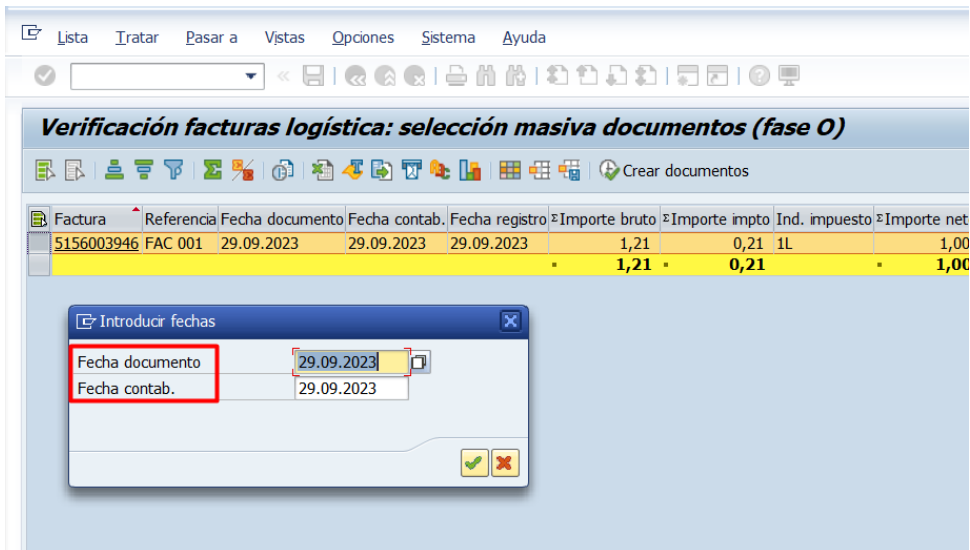 Lista Tratar Pasar a Vistas Opciones Sistema Ayuda
Verificación facturas logística: selección masiva documentos (fase O)
Crear documentos
Factura Referencia Fecha documento Fecha contab. Fecha registro Σ Importe bruto Σ Importe impto Ind. impuesto Σ Importe net
5156003946 FAC 001 29.09.2023 29.09.2023 29.09.2023 1,21 0,21 1L 1,00
1,21 0,21 1,00
Introducir fechas
Fecha documento 29.09.2023
Fecha contab. 29.09.2023